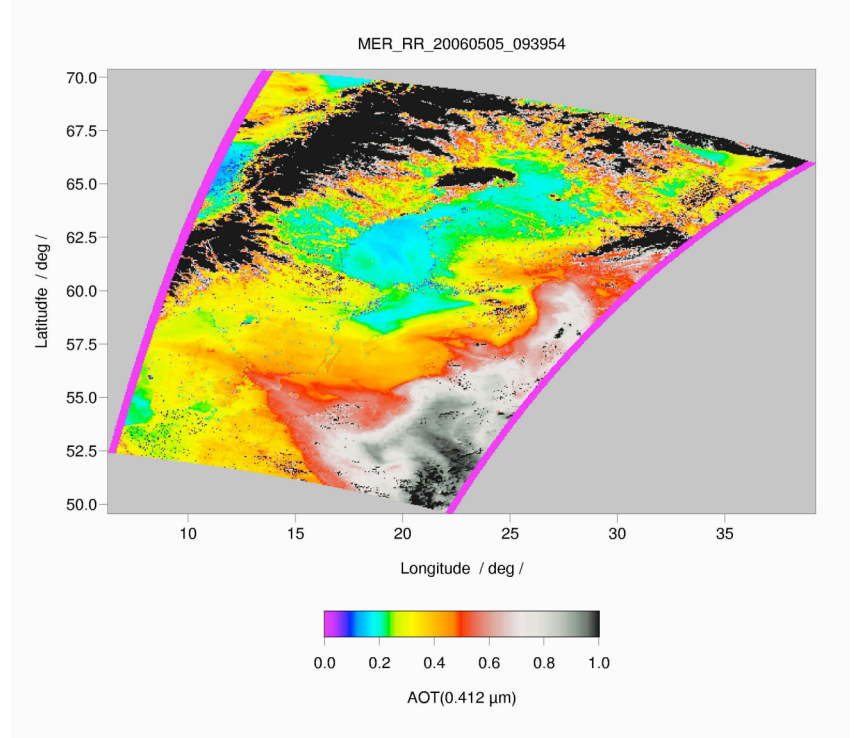 MER_RR_20060505_093954
70.0
67.5
65.0
62.5
60.0
57.5
55.0
52.5
50.0
Latitudfe / deg /
10 15 20 25 30 35
Longitude / deg /
0.0 0.2 0.4 0.6 0.8 1.0
AOT(0.412 µm)